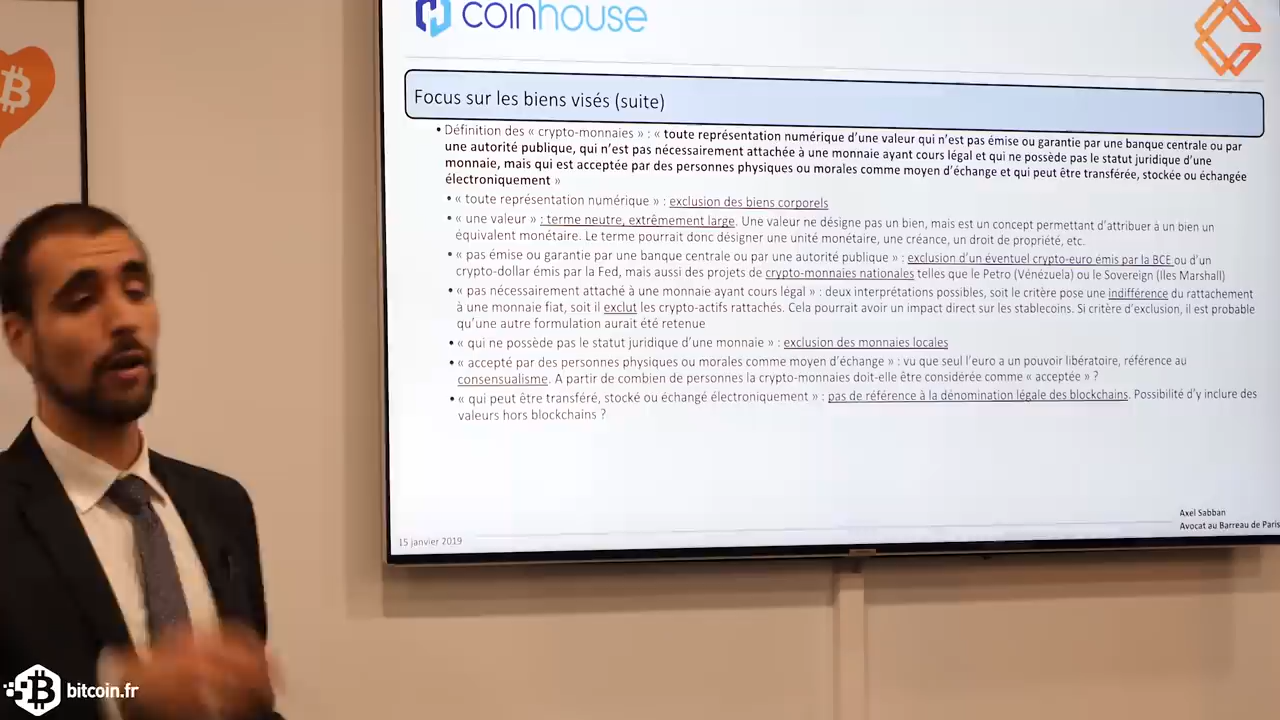 coinhouse
Focus sur les biens visés (suite)
• Définition des « crypto-monnaies » : « toute représentation numérique d'une valeur qui n'est pas émise ou garantie par une banque centrale ou par
une autorité publique, qui n'est pas nécessairement attachée à une monnaie ayant cours légal et qui ne possède pas le statut juridique d'une
monnaie, mais qui est acceptée par des personnes physiques ou morales comme moyen d'échange et qui peut être transférée, stockée ou échangée
électroniquement »
• « toute représentation numérique » : exclusion des biens corporels
• « une valeur » : terme neutre, extrêmement large. Une valeur ne désigne pas un bien, mais est un concept permettant d'attribuer à un bien un
équivalent monétaire. Le terme pourrait donc désigner une unité monétaire, une créance, un droit de propriété, etc.
• « pas émise ou garantie par une banque centrale ou par une autorité publique » : exclusion d'un éventuel crypto-euro émis par la BCE ou d'un
crypto-dollar émis par la Fed, mais aussi des projets de crypto-monnaies nationales telles que le Petro (Vénézuela) ou le Sovereign (Iles Marshall)
• « pas nécessairement attaché à une monnaie ayant cours légal » : deux interprétations possibles, soit le critère pose une indifférence du rattachement
à une monnaie fiat, soit il exclut les crypto-actifs rattachés. Cela pourrait avoir un impact direct sur les stablecoins. Si critère d'exclusion, il est probable
qu'une autre formulation aurait été retenue
• « qui ne possède pas le statut juridique d'une monnaie » : exclusion des monnaies locales
• « accepté par des personnes physiques ou morales comme moyen d'échange » : vu que seul l'euro a un pouvoir libératoire, référence au
consensualisme. A partir de combien de personnes la crypto-monnaies doit-elle être considérée comme « acceptée » ?
• « qui peut être transféré, stocké ou échangé électroniquement » : pas de référence à la dénomination légale des blockchains. Possibilité d'y inclure des
valeurs hors blockchains ?
Axel Sabban
Avocat au Barreau de Paris
15 janvier 2019
bitcoin.fr